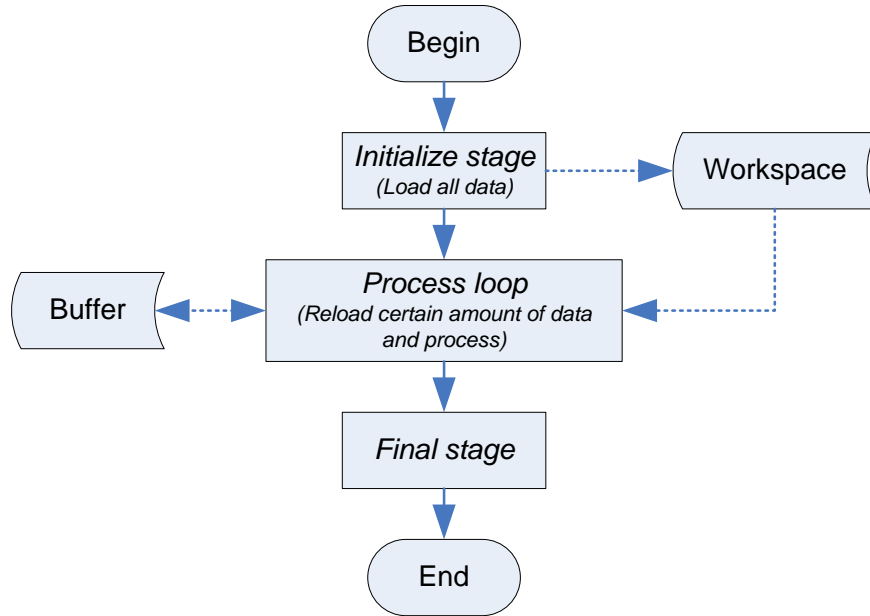 Begin
Initialize stage
(Load all data)
Workspace
Process loop
(Reload certain amount of data
and process)
Buffer
Final stage
End